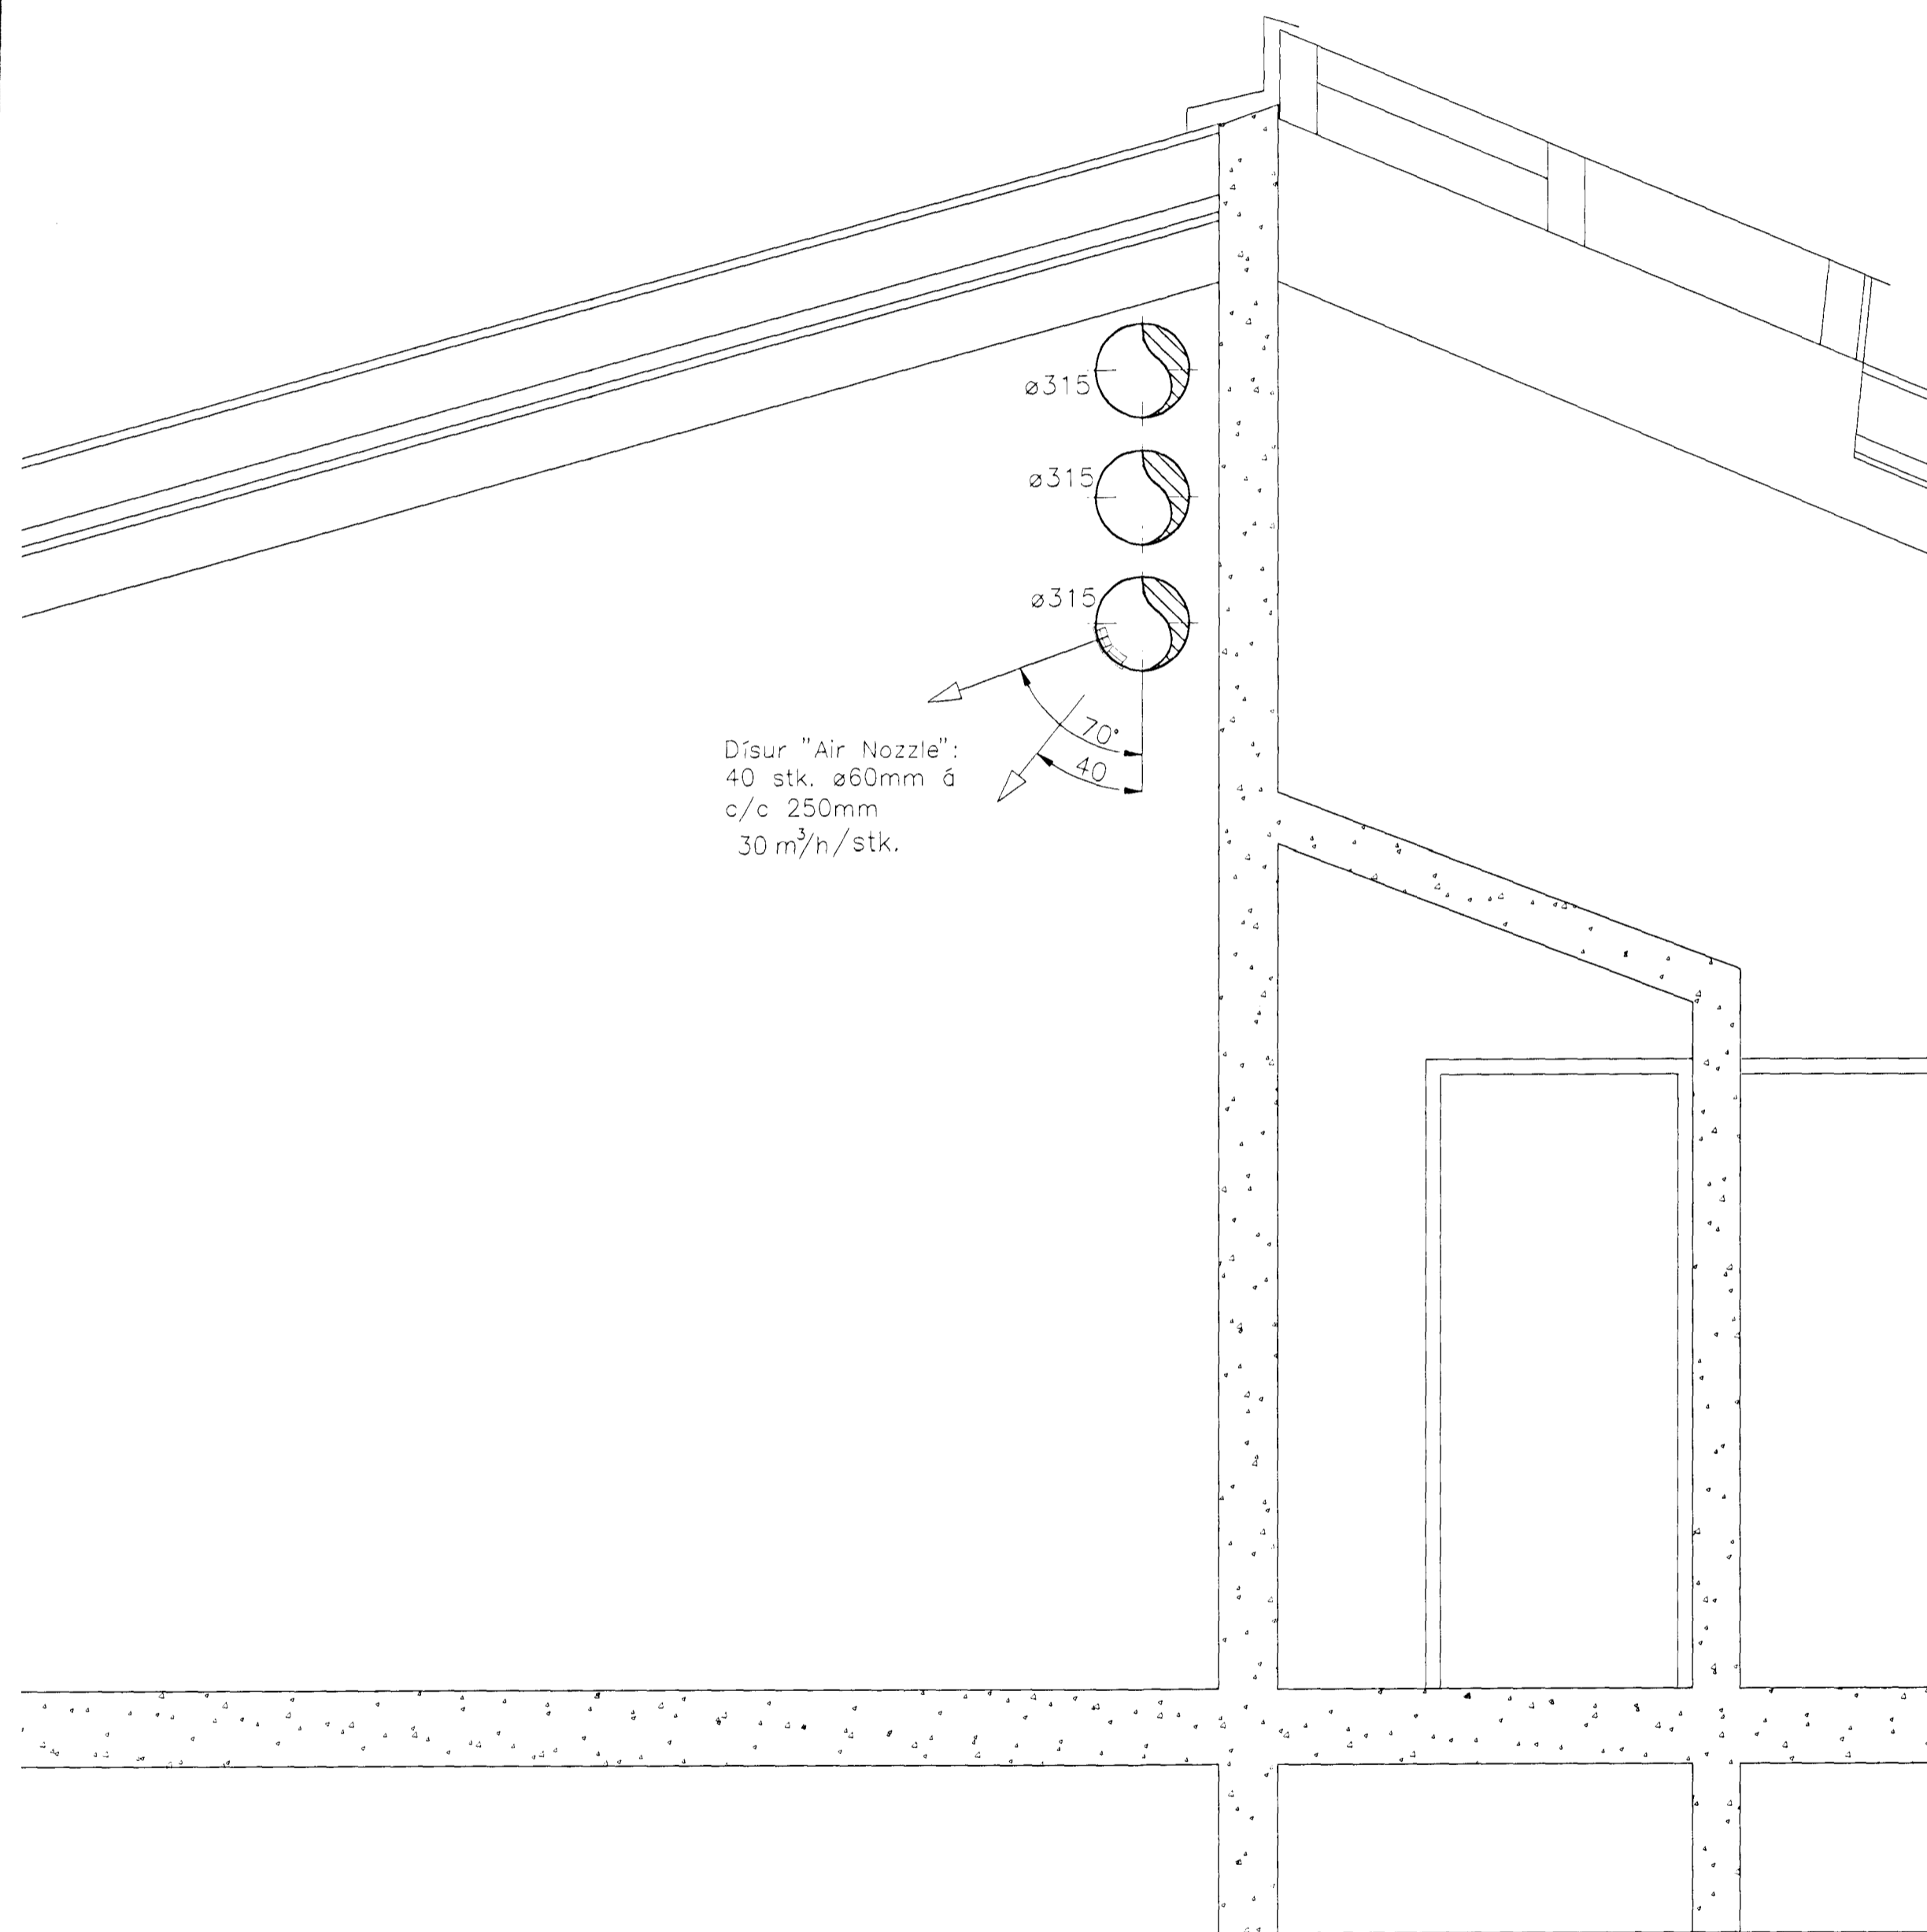 ø315
ø315
ø315
70°
40
Dísur "Air Nozzle":
40 stk. ø60mm á
c/c 250mm
30 m³/h/stk.